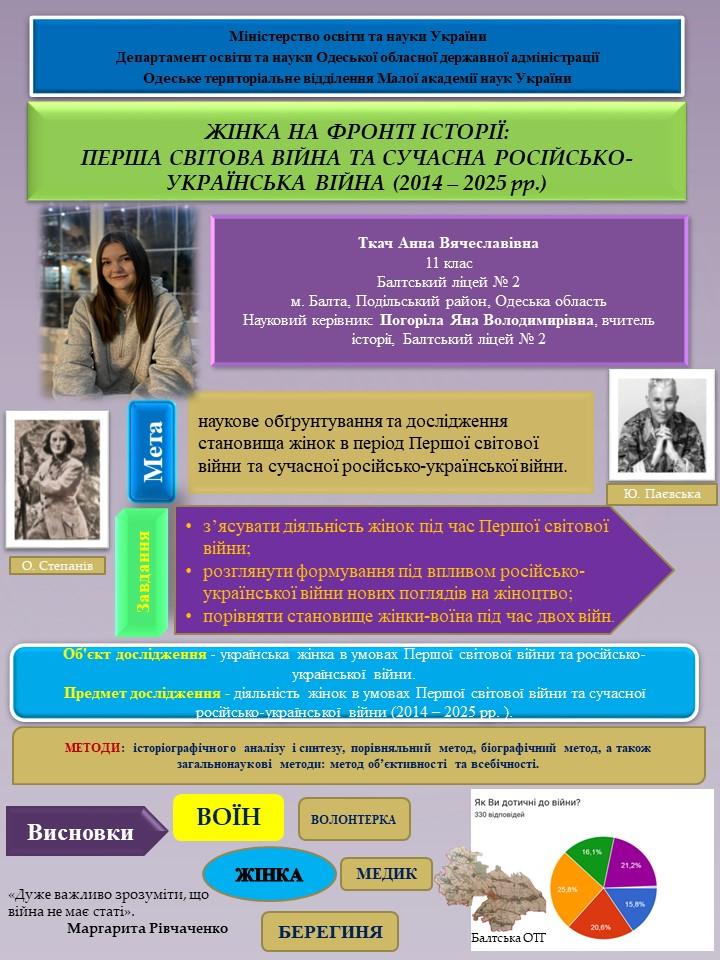 Міністерство освіти та науки України
Департамент освіти та науки Одеської обласної державної адміністрації
Одеське територіальне відділення Малої академії наук України
ЖІНКА НА ФРОНТІ ІСТОРІЇ:
ПЕРША СВІТОВА ВІЙНА ТА СУЧАСНА РОСІЙСЬКО-
УКРАЇНСЬКА ВІЙНА (2014 – 2025 рр.)
Ткач Анна Вячеславівна
11 клас
Балтський ліцей № 2
м. Балта, Подільський район, Одеська область
Науковий керівник: Погоріла Яна Володимирівна, вчитель
історії, Балтський ліцей № 2
Мета
наукове обґрунтування та дослідження
становища жінок в період Першої світової
війни та сучасної російсько-української війни.
Ю. Паєвська
О. Степанів
Завдання
• з’ясувати діяльність жінок під час Першої світової
війни;
• розглянути формування під впливом російсько-
української війни нових поглядів на жіноцтво;
• порівняти становище жінки-воїна під час двох війн.
Об'єкт дослідження - українська жінка в умовах Першої світової війни та російсько-
української війни.
Предмет дослідження - діяльність жінок в умовах Першої світової війни та сучасної
російсько-української війни (2014 – 2025 рр. ).
МЕТОДИ: історіографічного аналізу і синтезу, порівняльний метод, біографічний метод, а також
загальнонаукові методи: метод об’єктивності та всебічності.
Висновки
ВОЇН
ВОЛОНТЕРКА
ЖІНКА
МЕДИК
БЕРЕГИНЯ
«Дуже важливо зрозуміти, що
війна не має статі».
Маргарита Рівчаченко
Як Ви дотичні до війни?
330 відповідей
16,1%
21,2%
25,8%
15,8%
20,6%
Балтська ОТГ